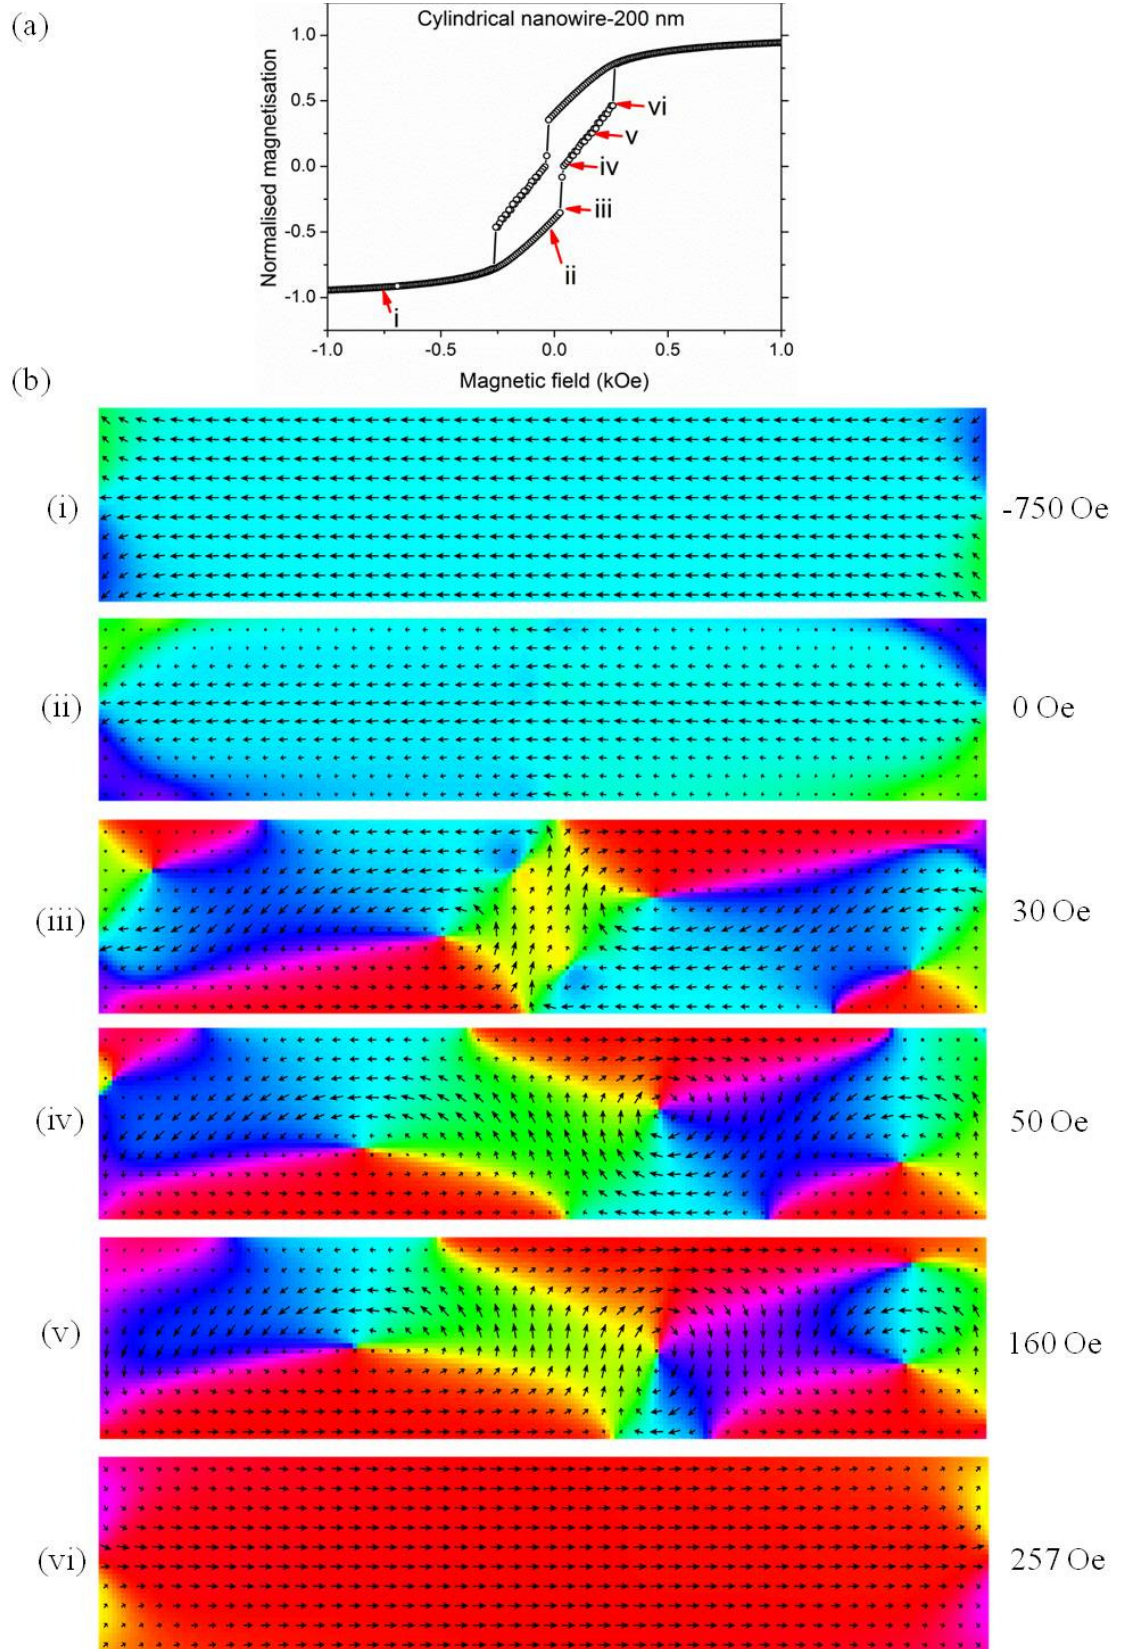 (a)
Cylindrical nanowire-200 nm
Normalised magnetisation
1.0
0.5
0.0
-0.5
-1.0
vi
v
iv
iii
ii
i
-1.0 -0.5 0.0 0.5 1.0
Magnetic field (kOe)
(b)
(i) -750 Oe
(ii) 0 Oe
(iii) 30 Oe
(iv) 50 Oe
(v) 160 Oe
(vi) 257 Oe